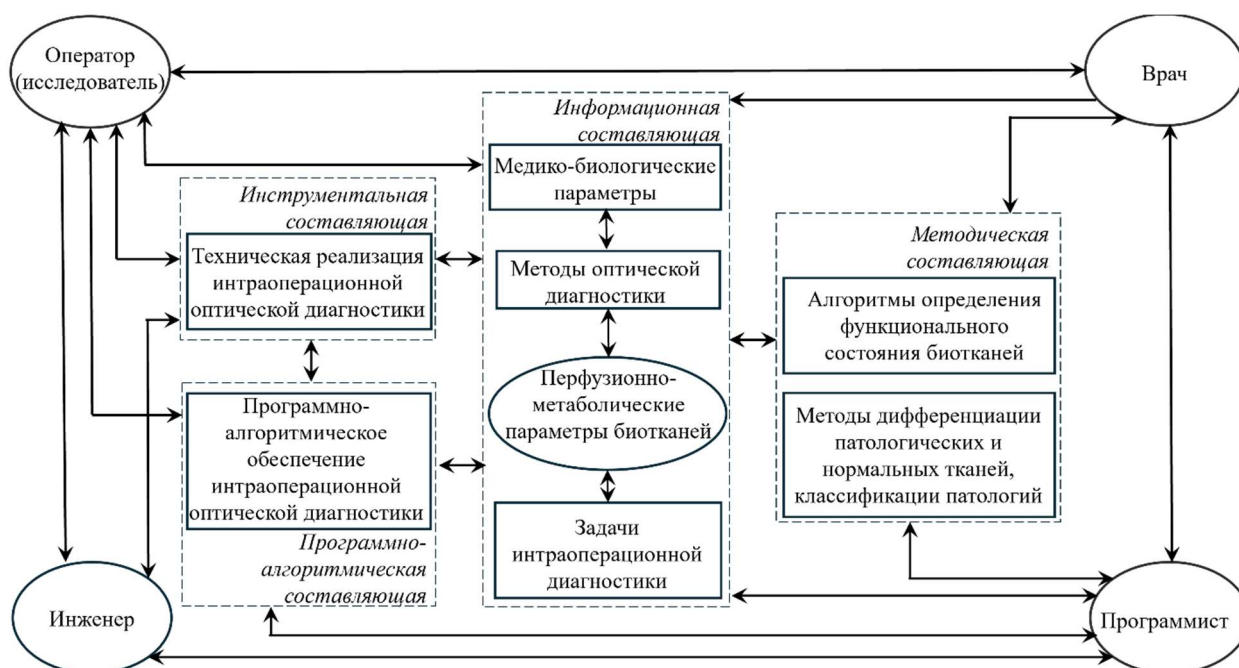 Оператор
(исследователь)
Врач
Информационная
составляющая
Медико-биологические
параметры
Инструментальная
составляющая
Техническая реализация
интраоперационной
оптической диагностики
Методы оптической
диагностики
Методическая
составляющая
Алгоритмы определения
функционального
состояния биотканей
Перфузионно-
метаболические
параметры биотканей
Программно-
алгоритмическое
обеспечение
интраоперационной
оптической диагностики
Методы дифференциации
патологических и
нормальных тканей,
классификации патологий
Задачи
интраоперационной
диагностики
Программно-
алгоритмическая
составляющая
Инженер
Программист